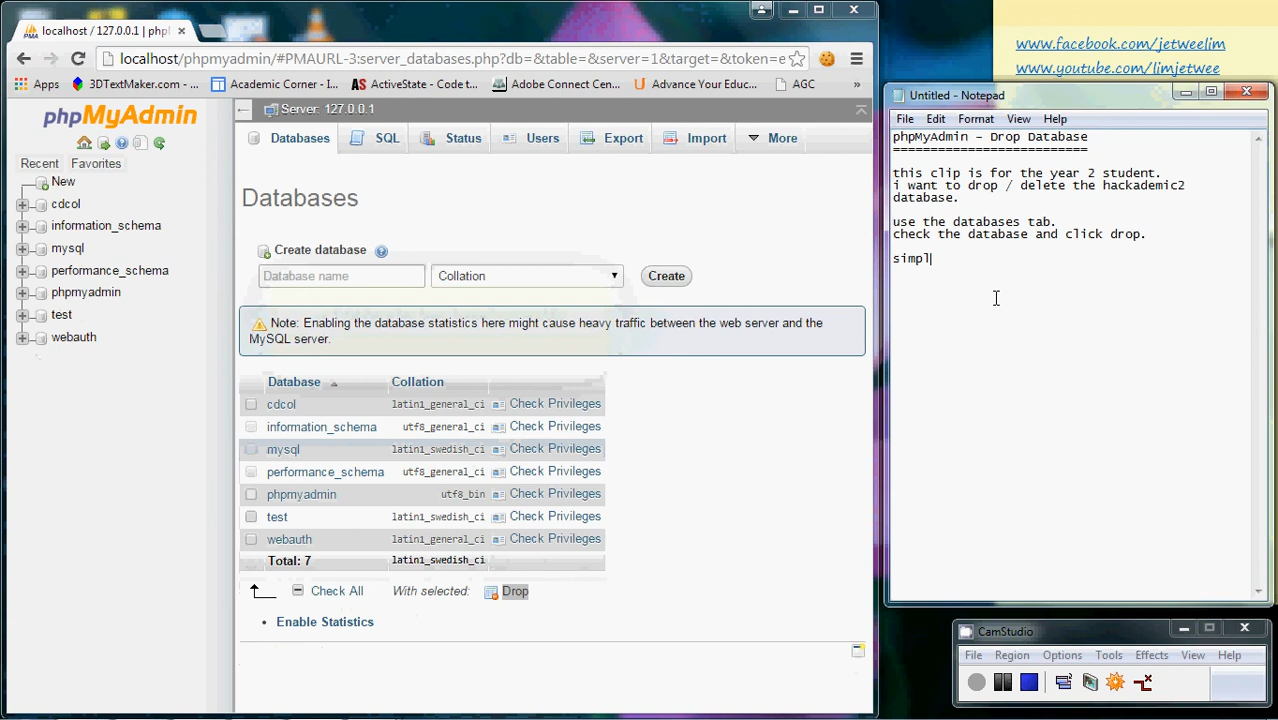 localhost / 127.0.0.1 | phpl
localhost/phpmyadmin/#PMAURL-3:server_databases.php?db=&table=&server=1&target=&token=e
Apps 3DTextMaker.com - ... Academic Corner - I... ActiveState - Code t... Adobe Connect Cen... Advance Your Educ... AGC »
phpMyAdmin
Recent Favorites
New
cdcol
information_schema
mysql
performance_schema
phpmyadmin
test
webauth
Server: 127.0.0.1
Databases SQL Status Users Export Import More
Databases
Create database
Database name Collation Create
Note: Enabling the database statistics here might cause heavy traffic between the web server and the
MySQL server.
Database Collation
cdcol latin1_general_ci Check Privileges
information_schema utf8_general_ci Check Privileges
mysql latin1_swedish_ci Check Privileges
performance_schema utf8_general_ci Check Privileges
phpmyadmin utf8_bin Check Privileges
test latin1_swedish_ci Check Privileges
webauth latin1_general_ci Check Privileges
Total: 7 latin1_swedish_ci
Check All With selected: Drop
Enable Statistics
www.facebook.com/jetweelim
www.youtube.com/limjetwee
Untitled - Notepad
File Edit Format View Help
phpMyAdmin - Drop Database
==========================
this clip is for the year 2 student.
i want to drop / delete the hackademic2
database.
use the databases tab.
check the database and click drop.
simpl
CamStudio
File Region Options Tools Effects View Help